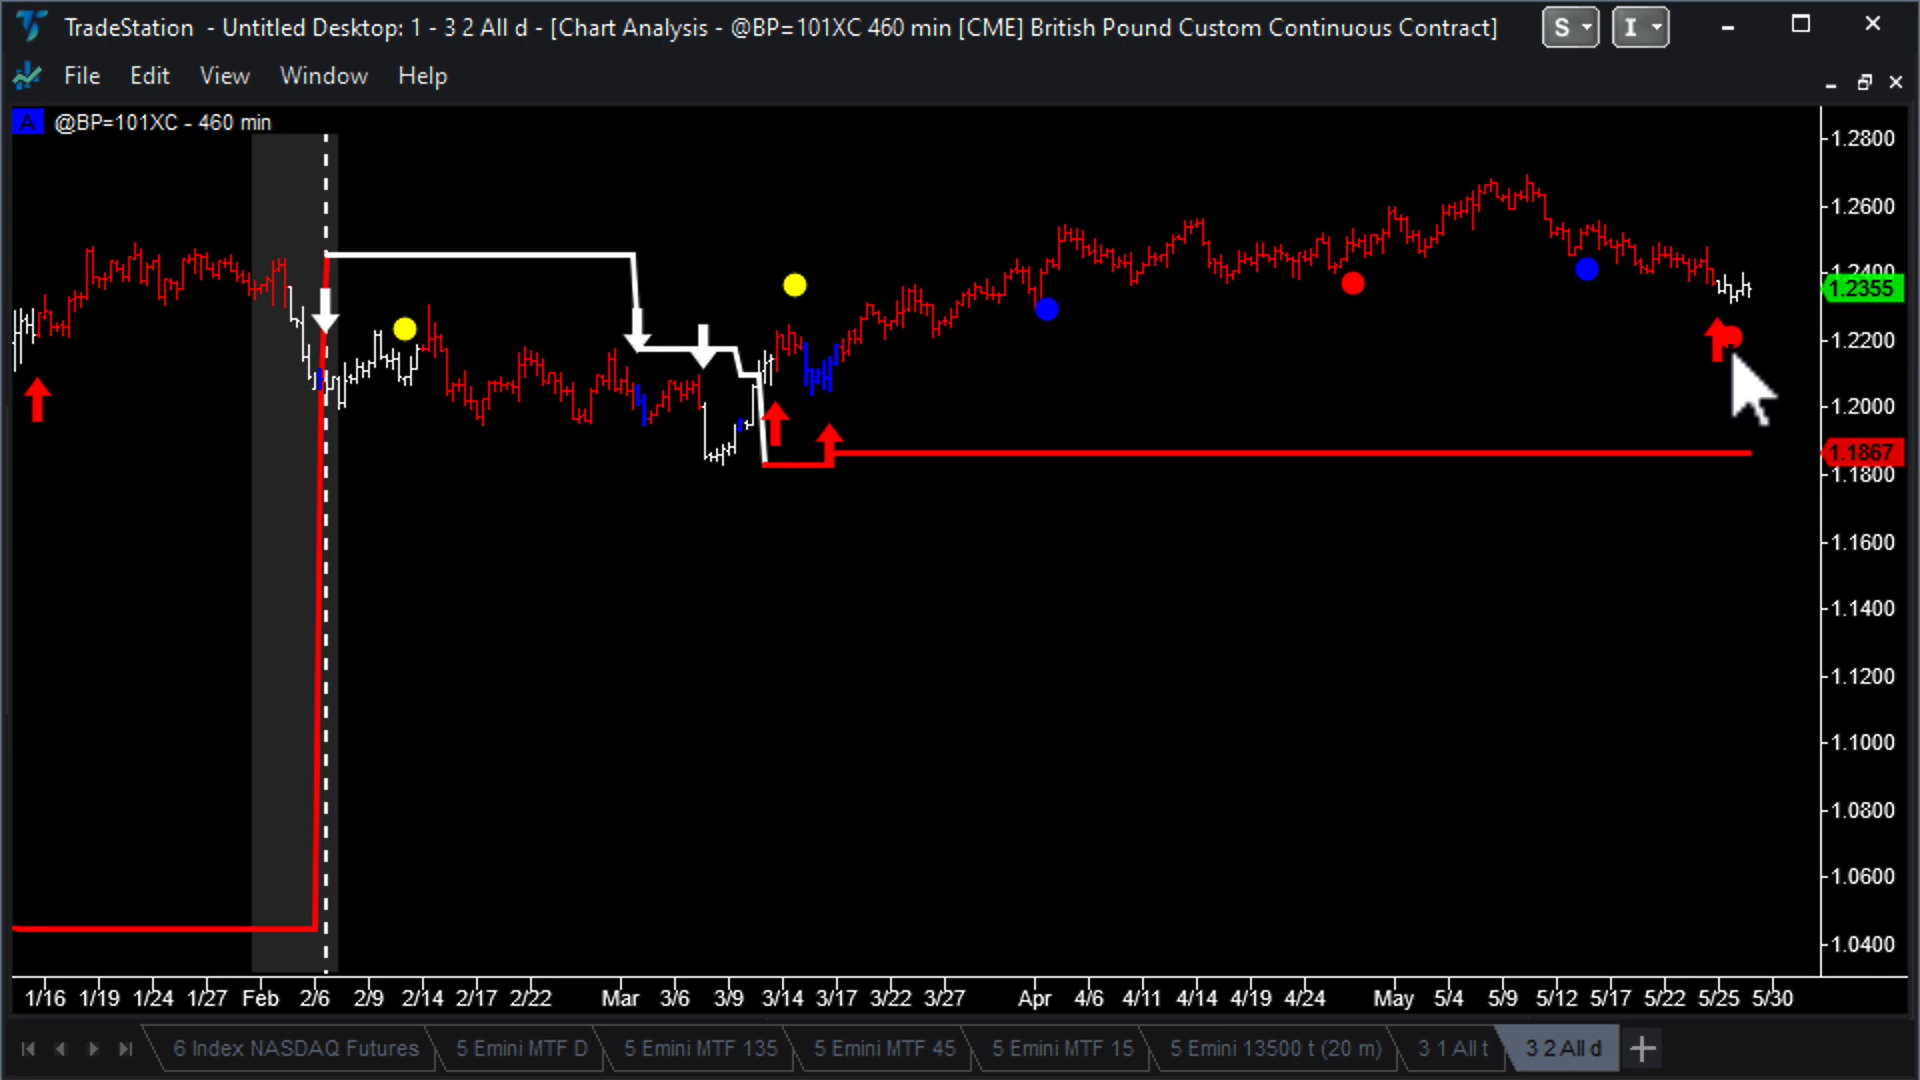 TradeStation - Untitled Desktop: 1 - 3 2 All d - [Chart Analysis - @BP=101XC 460 min [CME] British Pound Custom Continuous Contract]
S I
File Edit View Window Help
A @BP=101XC - 460 min
1.2800
1.2600
1.2400
1.2355
1.2200
1.2000
1.1867
1.1800
1.1600
1.1400
1.1200
1.1000
1.0800
1.0600
1.0400
1/16 1/19 1/24 1/27 Feb 2/6 2/9 2/14 2/17 2/22 Mar 3/6 3/9 3/14 3/17 3/22 3/27 Apr 4/6 4/11 4/14 4/19 4/24 May 5/4 5/9 5/12 5/17 5/22 5/25 5/30
6 Index NASDAQ Futures 5 Emini MTF D 5 Emini MTF 135 5 Emini MTF 45 5 Emini MTF 15 5 Emini 13500 t (20 m) 3 1 All t 3 2 All d